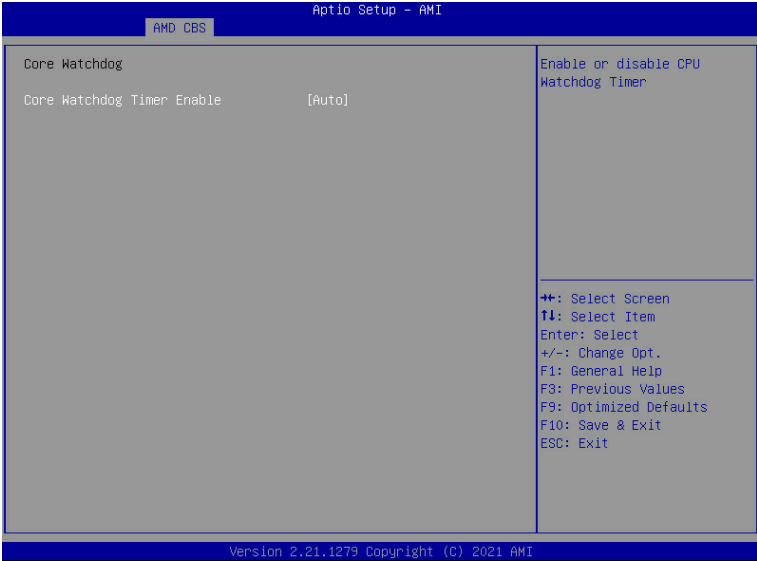 Aptio Setup – AMI
AMD CBS
Core Watchdog
Core Watchdog Timer Enable [Auto]
Enable or disable CPU
Watchdog Timer
→←: Select Screen
↑↓: Select Item
Enter: Select
+/-: Change Opt.
F1: General Help
F3: Previous Values
F9: Optimized Defaults
F10: Save & Exit
ESC: Exit
Version 2.21.1279 Copyright (C) 2021 AMI